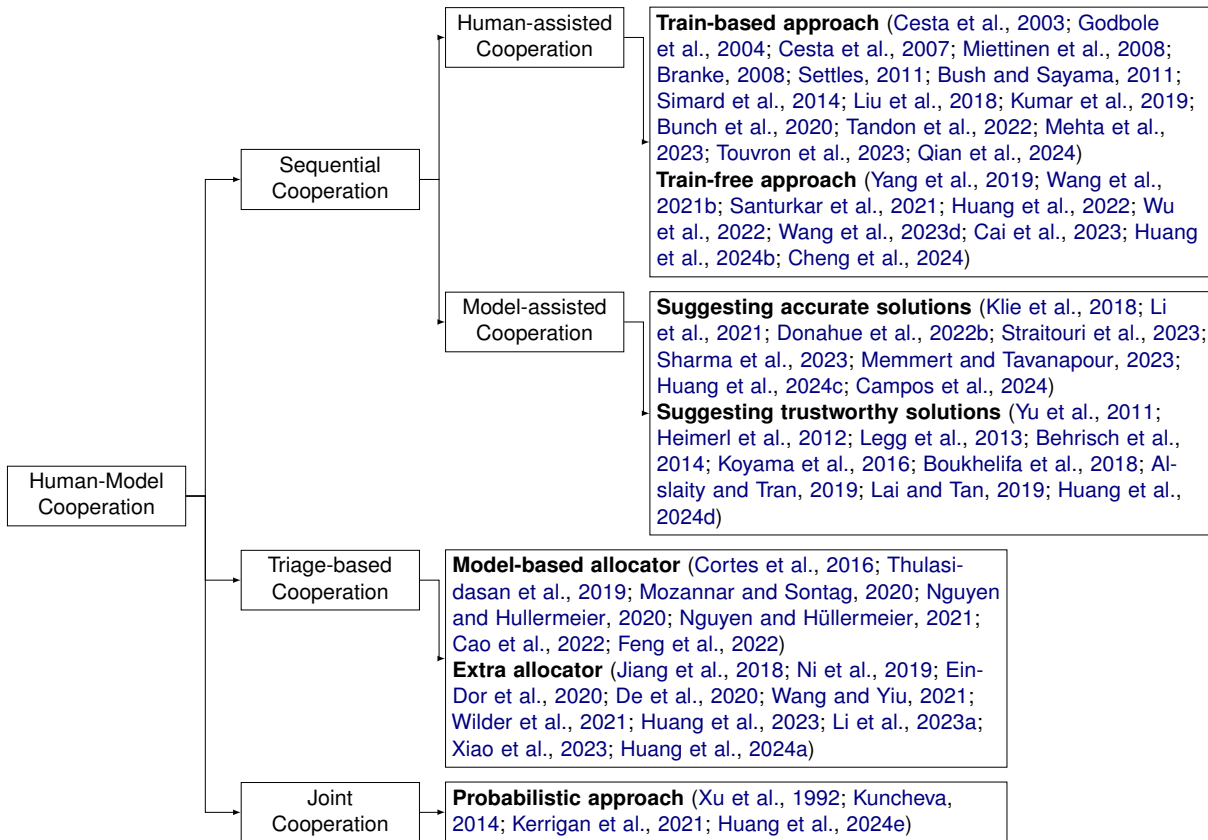 Human-assisted
Cooperation
Train-based approach (Cesta et al., 2003; Godbole
et al., 2004; Cesta et al., 2007; Miettinen et al., 2008;
Branke, 2008; Settles, 2011; Bush and Sayama, 2011;
Simard et al., 2014; Liu et al., 2018; Kumar et al., 2019;
Bunch et al., 2020; Tandon et al., 2022; Mehta et al.,
2023; Touvron et al., 2023; Qian et al., 2024)
Train-free approach (Yang et al., 2019; Wang et al.,
2021b; Santurkar et al., 2021; Huang et al., 2022; Wu
et al., 2022; Wang et al., 2023d; Cai et al., 2023; Huang
et al., 2024b; Cheng et al., 2024)
Sequential
Cooperation
Model-assisted
Cooperation
Suggesting accurate solutions (Klie et al., 2018; Li
et al., 2021; Donahue et al., 2022b; Straitouri et al., 2023;
Sharma et al., 2023; Memmert and Tavanapour, 2023;
Huang et al., 2024c; Campos et al., 2024)
Suggesting trustworthy solutions (Yu et al., 2011;
Heimerl et al., 2012; Legg et al., 2013; Behrisch et al.,
2014; Koyama et al., 2016; Boukhelifa et al., 2018; Al-
slaity and Tran, 2019; Lai and Tan, 2019; Huang et al.,
2024d)
Human-Model
Cooperation
Triage-based
Cooperation
Model-based allocator (Cortes et al., 2016; Thulasi-
dasan et al., 2019; Mozannar and Sontag, 2020; Nguyen
and Hullermeier, 2020; Nguyen and Hüllermeier, 2021;
Cao et al., 2022; Feng et al., 2022)
Extra allocator (Jiang et al., 2018; Ni et al., 2019; Ein-
Dor et al., 2020; De et al., 2020; Wang and Yiu, 2021;
Wilder et al., 2021; Huang et al., 2023; Li et al., 2023a;
Xiao et al., 2023; Huang et al., 2024a)
Joint
Cooperation
Probabilistic approach (Xu et al., 1992; Kuncheva,
2014; Kerrigan et al., 2021; Huang et al., 2024e)